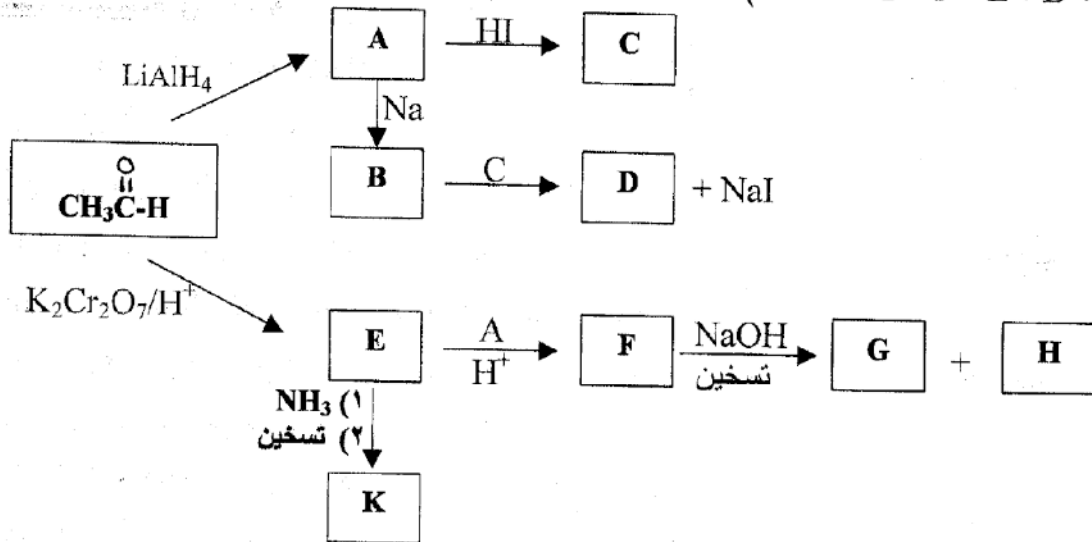 A HI C
LiAlH₄
Na
O
CH₃C-H
B C D + NaI
K₂Cr₂O₇/H⁺
E A H⁺ F NaOH تسخين G + H
١) NH₃
٢) تسخين
K